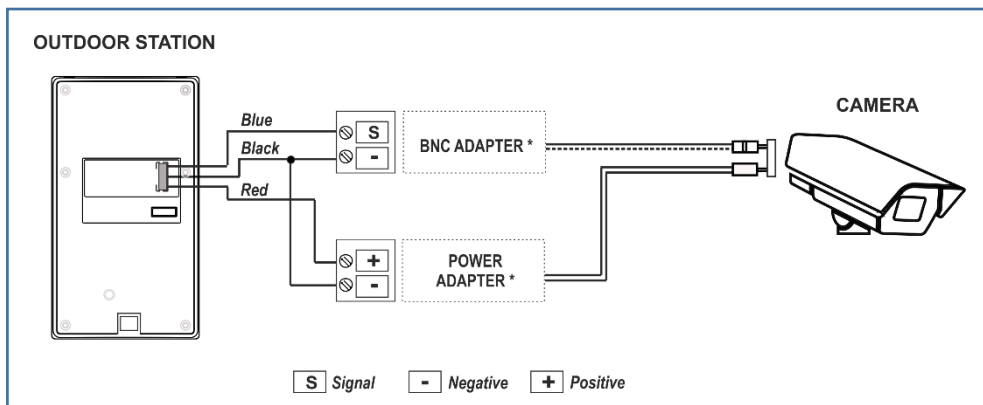 OUTDOOR STATION
CAMERA
Blue
Black
Red
S
-
BNC ADAPTER *
+
-
POWER
ADAPTER *
S Signal - Negative + Positive